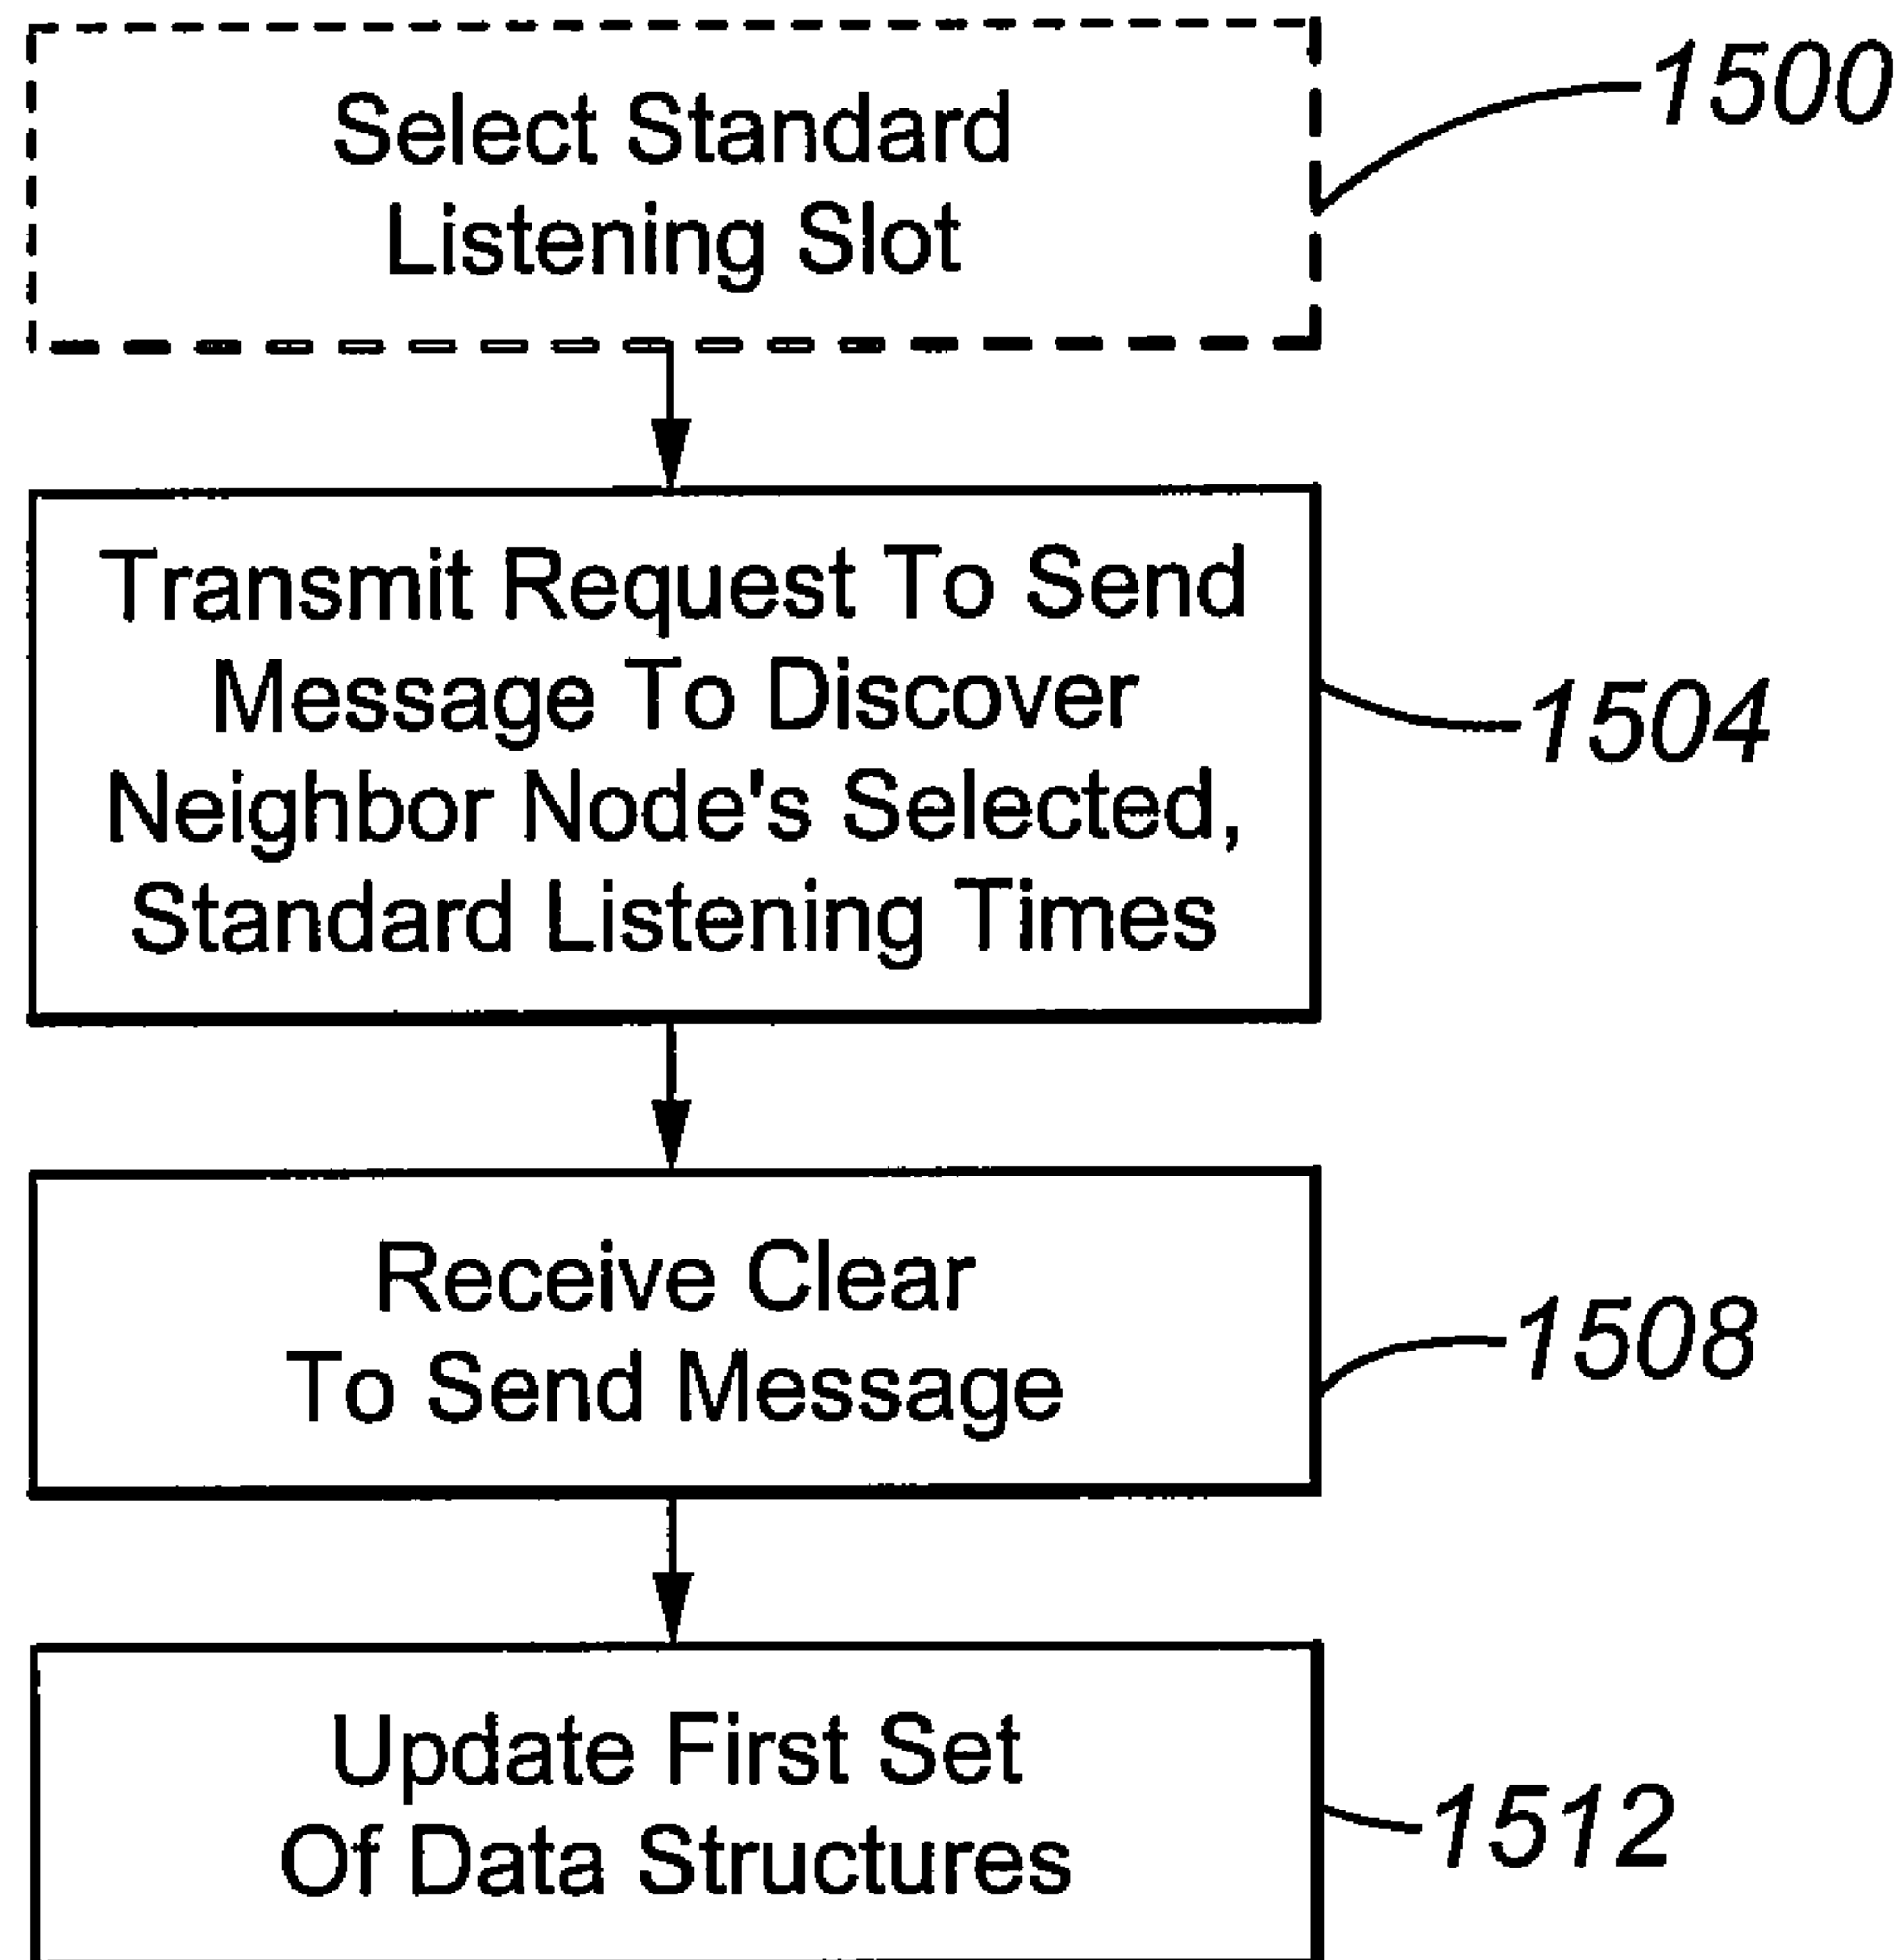 Select Standard
Listening Slot
1500
Transmit Request To Send
Message To Discover
Neighbor Node's Selected,
Standard Listening Times
1504
Receive Clear
To Send Message
1508
Update First Set
Of Data Structures
1512